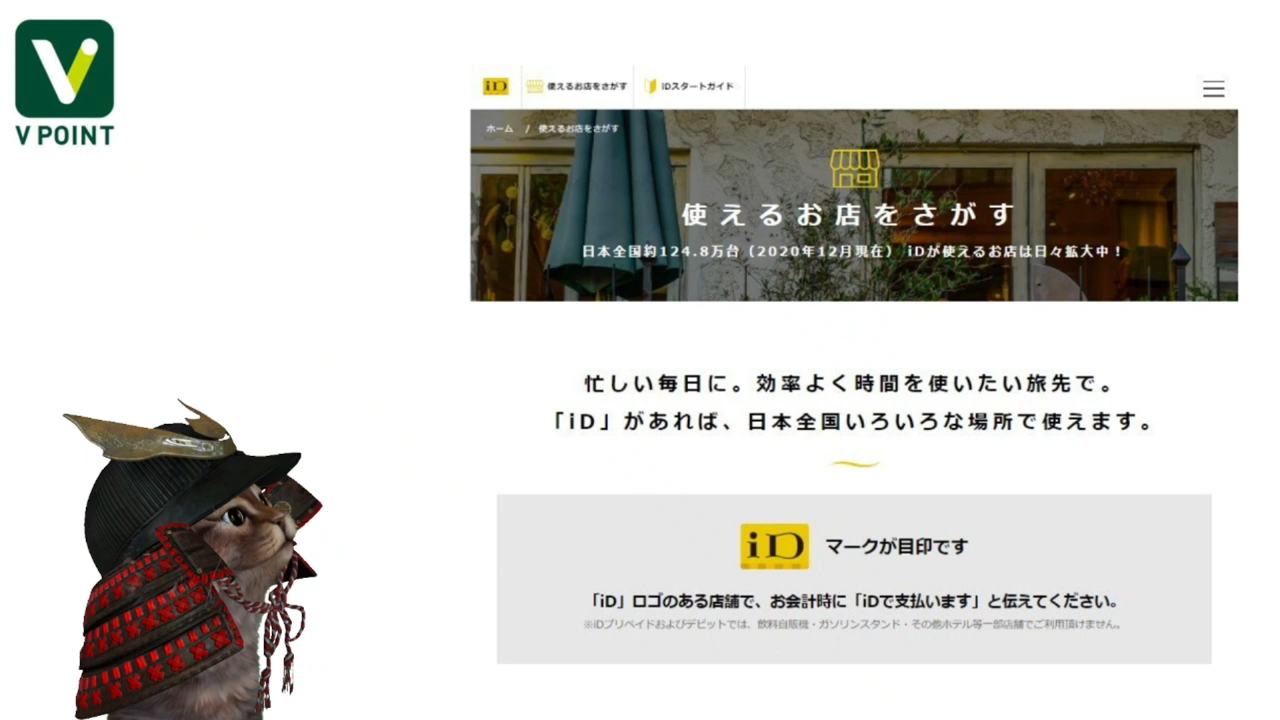 V POINT
iD
使えるお店をさがす
iDスタートガイド
ホーム / 使えるお店をさがす
使えるお店をさがす
日本全国約124.8万台（2020年12月現在） iDが使えるお店は日々拡大中！
忙しい毎日に。効率よく時間を使いたい旅先で。
「iD」があれば、日本全国いろいろな場所で使えます。
iD マークが目印です
「iD」ロゴのある店舗で、お会計時に「iDで支払います」と伝えてください。
※iDプリペイドおよびデビットでは、飲料自販機・ガソリンスタンド・その他ホテル等一部店舗でご利用頂けません。